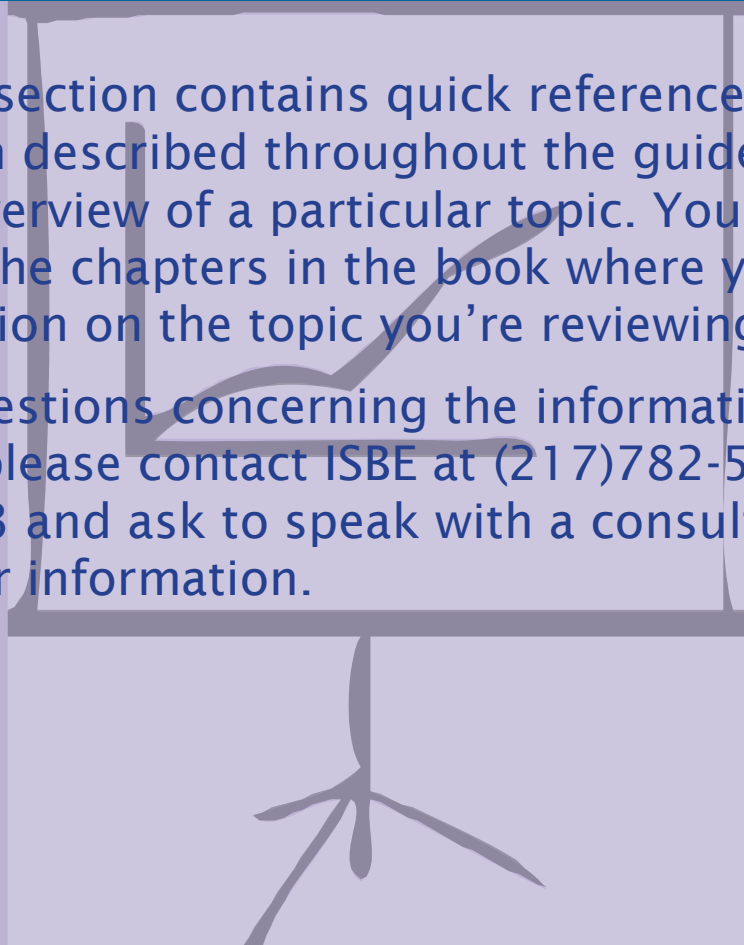 section contains quick reference
described throughout the guide
erview of a particular topic. You
he chapters in the book where y
ion on the topic you're reviewing
estions concerning the informati
lease contact ISBE at (217)782-5
3 and ask to speak with a consul
r information.